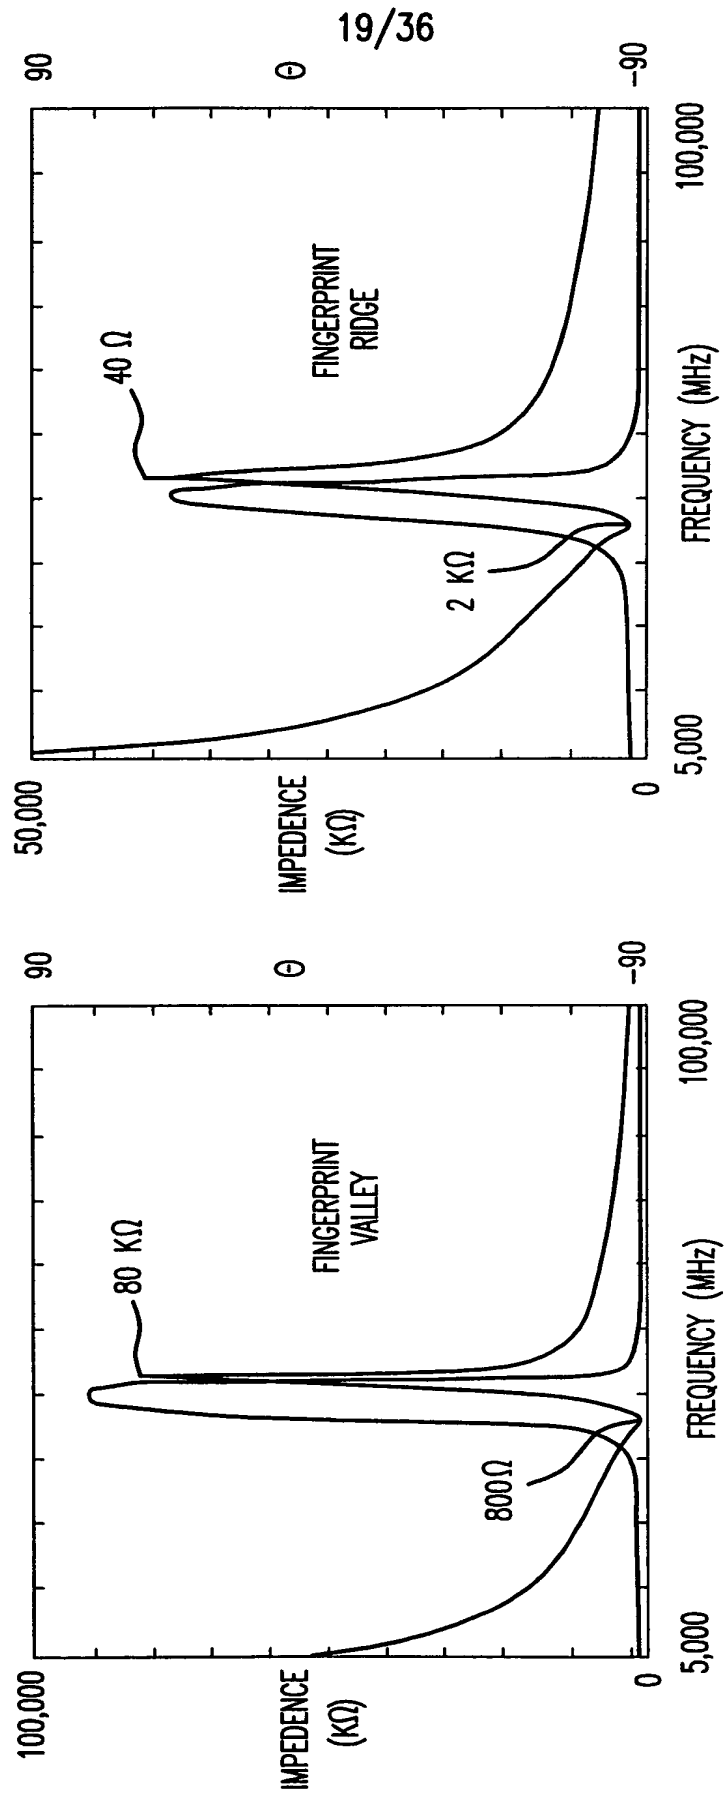 19/36
100,000
IMPEDENCE
(KΩ)
0
80 KΩ
800Ω
FINGERPRINT
VALLEY
90
Θ
-90
5,000
100,000
FREQUENCY (MHz)
50,000
IMPEDENCE
(KΩ)
0
40 Ω
2 KΩ
FINGERPRINT
RIDGE
90
Θ
-90
5,000
100,000
FREQUENCY (MHz)